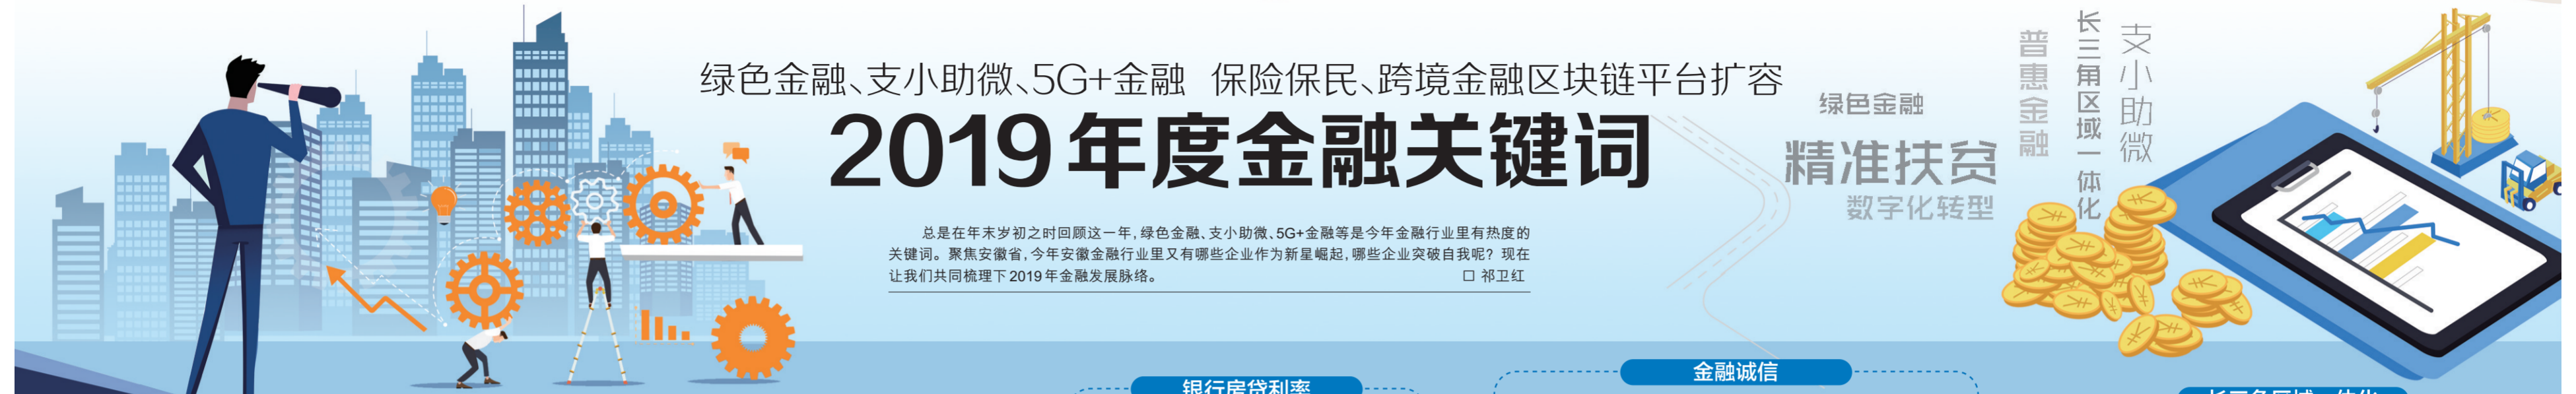 绿色金融、支小助微、5G+金融 保险保民、跨境金融区块链平台扩容
2019年度金融关键词
总是在年末岁初之时回顾这一年,绿色金融、支小助微、5G+金融等是今年金融行业里有热度的
关键词。聚焦安徽省,今年安徽金融行业里又有哪些企业作为新星崛起,哪些企业突破自我呢?现在
让我们共同梳理下2019年金融发展脉络。
□ 祁卫红
绿色金融
精准扶贫
数字化转型
普惠金融
长三角区域一体化
支小助微
银行房贷利率
金融诚信
长三角区域一体化